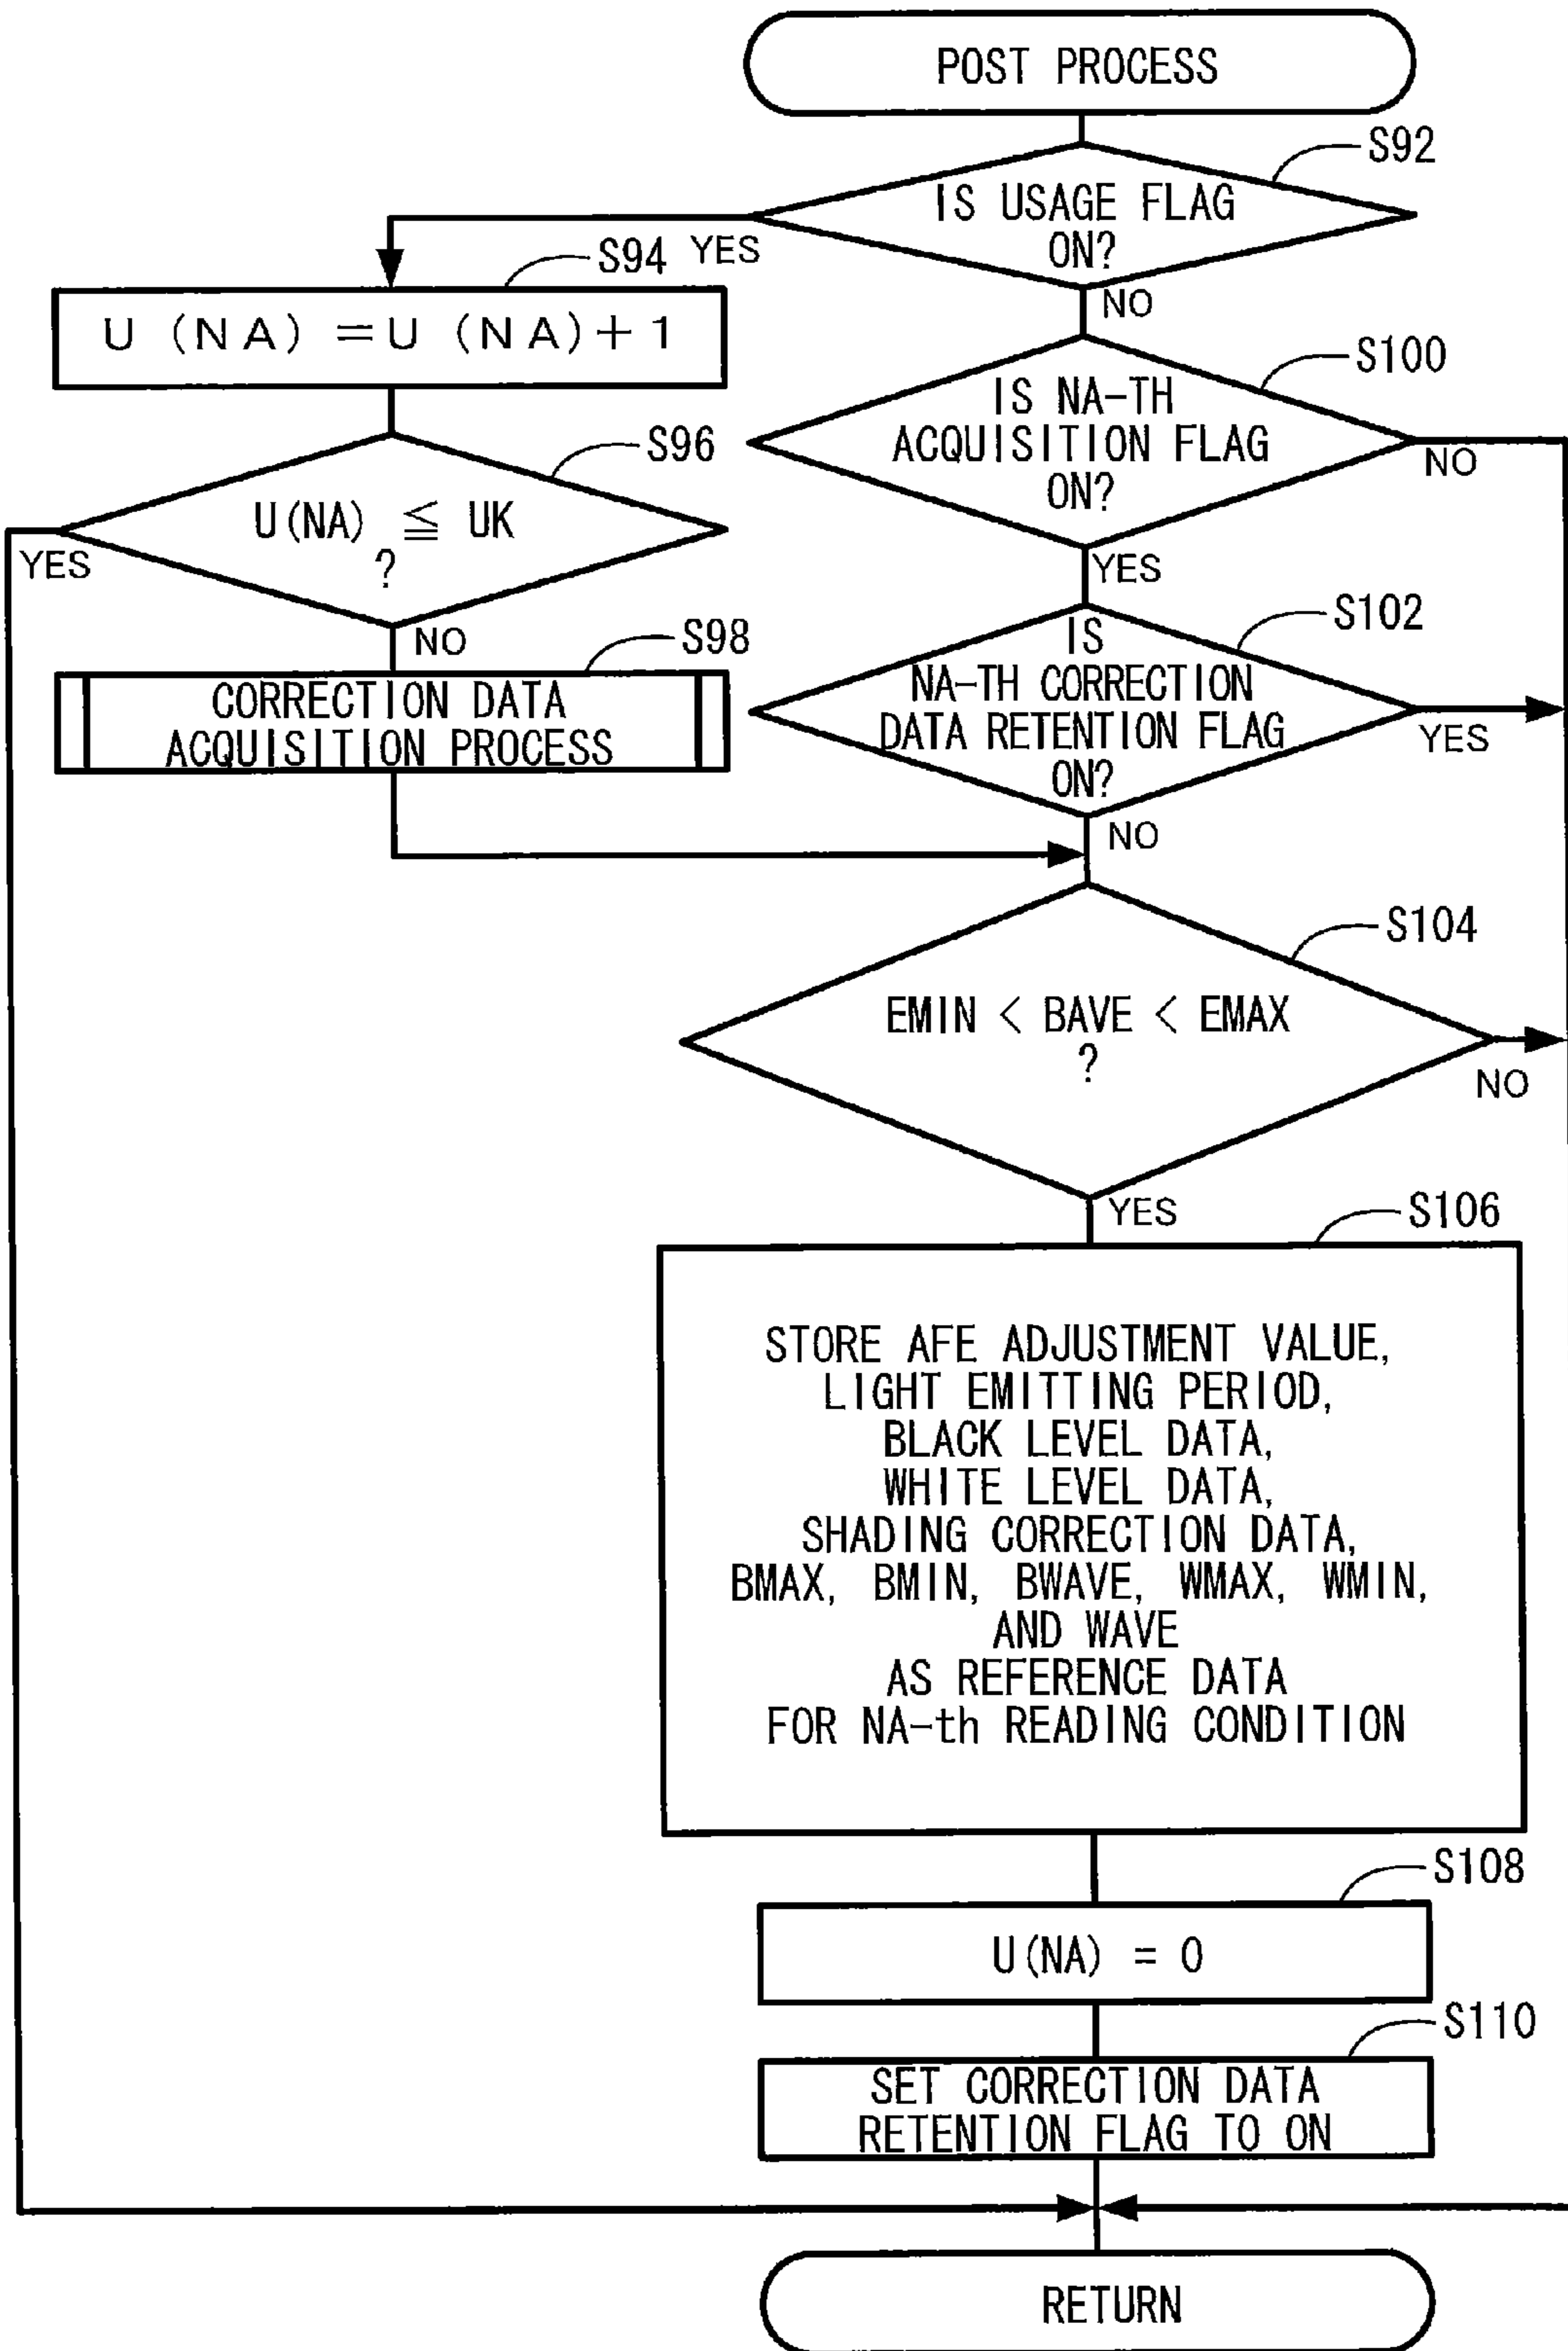 POST PROCESS
S92
IS USAGE FLAG
ON?
YES
NO
S94
U (NA) =U (NA)+1
S100
IS NA-TH
ACQUISITION FLAG
ON?
NO
YES
S96
U(NA) ≦ UK
?
YES
NO
S98
CORRECTION DATA
ACQUISITION PROCESS
S102
IS
NA-TH CORRECTION
DATA RETENTION FLAG
ON?
YES
NO
S104
EMIN < BAVE < EMAX
?
NO
YES
S106
STORE AFE ADJUSTMENT VALUE,
LIGHT EMITTING PERIOD,
BLACK LEVEL DATA,
WHITE LEVEL DATA,
SHADING CORRECTION DATA,
BMAX, BMIN, BWAVE, WMAX, WMIN,
AND WAVE
AS REFERENCE DATA
FOR NA-th READING CONDITION
S108
U(NA) = 0
S110
SET CORRECTION DATA
RETENTION FLAG TO ON
RETURN